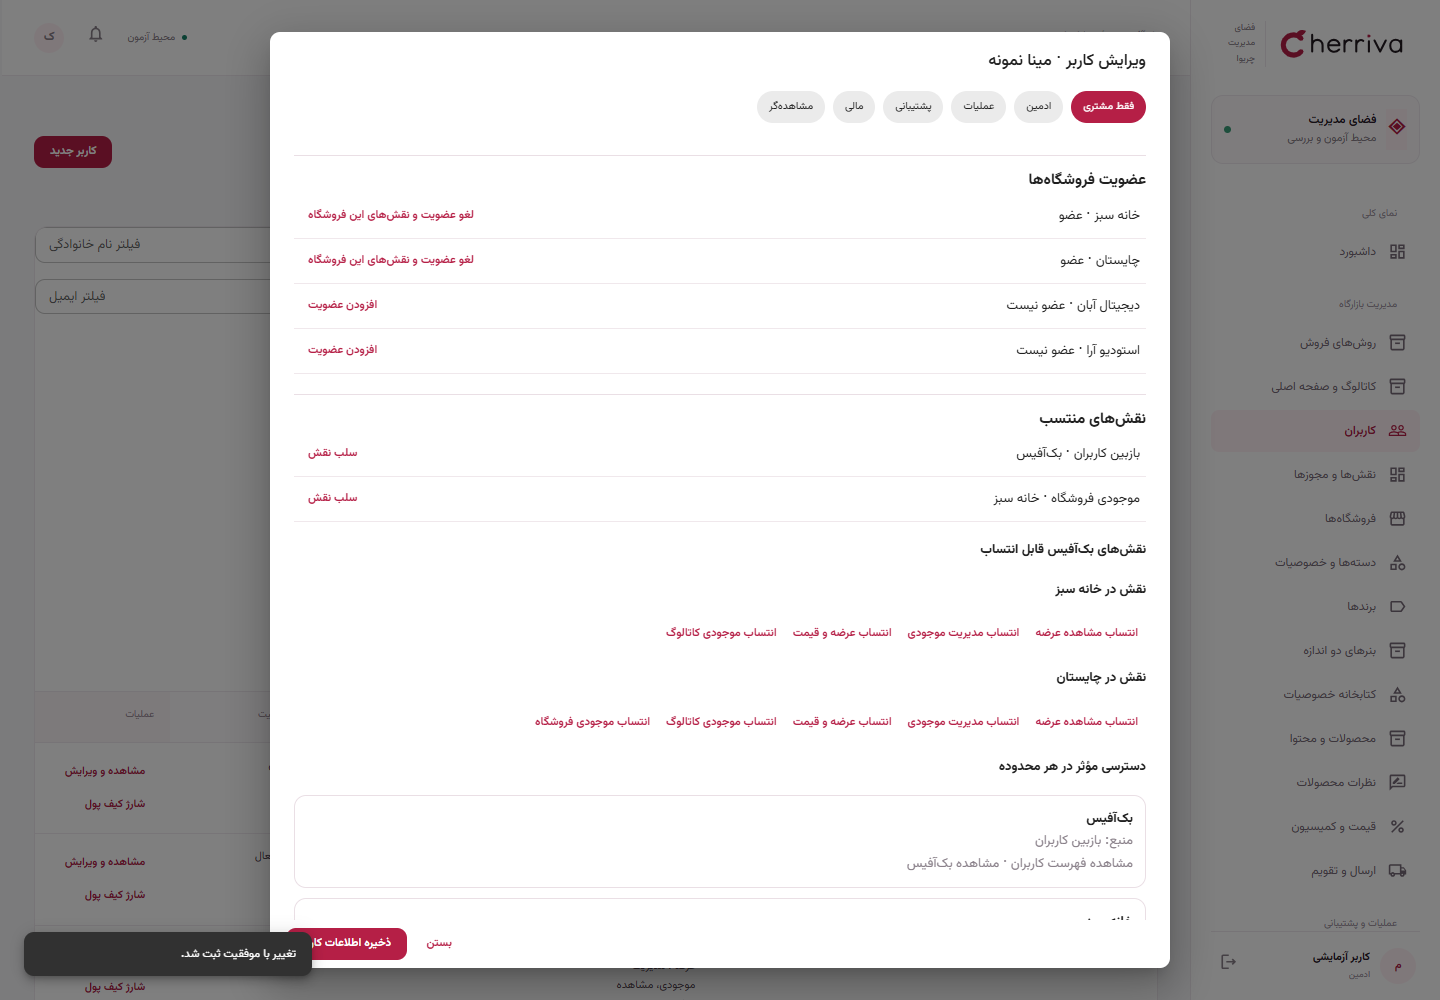 Cherriva
فضای
مدیریت
چریوا
فضای مدیریت
محیط آزمون و بررسی
نمای کلی
داشبورد
مدیریت بازارگاه
روش‌های فروش
کاتالوگ و صفحه اصلی
کاربران
نقش‌ها و مجوزها
فروشگاه‌ها
دسته‌ها و خصوصیات
برندها
بنرهای دو اندازه
کتابخانه خصوصیات
محصولات و محتوا
نظرات محصولات
قیمت و کمیسیون
ارسال و تقویم
عملیات و پشتیبانی
م
کاربر آزمایشی
ادمین
محیط آزمون
ک
کاربر جدید
فیلتر نام خانوادگی
فیلتر ایمیل
عملیات
مشاهده و ویرایش
شارژ کیف پول
مشاهده و ویرایش
شارژ کیف پول
شارژ کیف پول
موجودی، مشاهده
ویرایش کاربر · مینا نمونه
فقط مشتری
ادمین
عملیات
پشتیبانی
مالی
مشاهده‌گر
عضویت فروشگاه‌ها
خانه سبز · عضو
لغو عضویت و نقش‌های این فروشگاه
چایستان · عضو
لغو عضویت و نقش‌های این فروشگاه
دیجیتال آبان · عضو نیست
افزودن عضویت
استودیو آرا · عضو نیست
افزودن عضویت
نقش‌های منتسب
بازبین کاربران · بک‌آفیس
سلب نقش
موجودی فروشگاه · خانه سبز
سلب نقش
نقش‌های بک‌آفیس قابل انتساب
نقش در خانه سبز
انتساب مشاهده عرضه
انتساب مدیریت موجودی
انتساب عرضه و قیمت
انتساب موجودی کاتالوگ
نقش در چایستان
انتساب مشاهده عرضه
انتساب مدیریت موجودی
انتساب عرضه و قیمت
انتساب موجودی کاتالوگ
انتساب موجودی فروشگاه
دسترسی مؤثر در هر محدوده
بک‌آفیس
منبع: بازبین کاربران
مشاهده فهرست کاربران · مشاهده بک‌آفیس
بستن
ذخیره اطلاعات
تغییر با موفقیت ثبت شد.